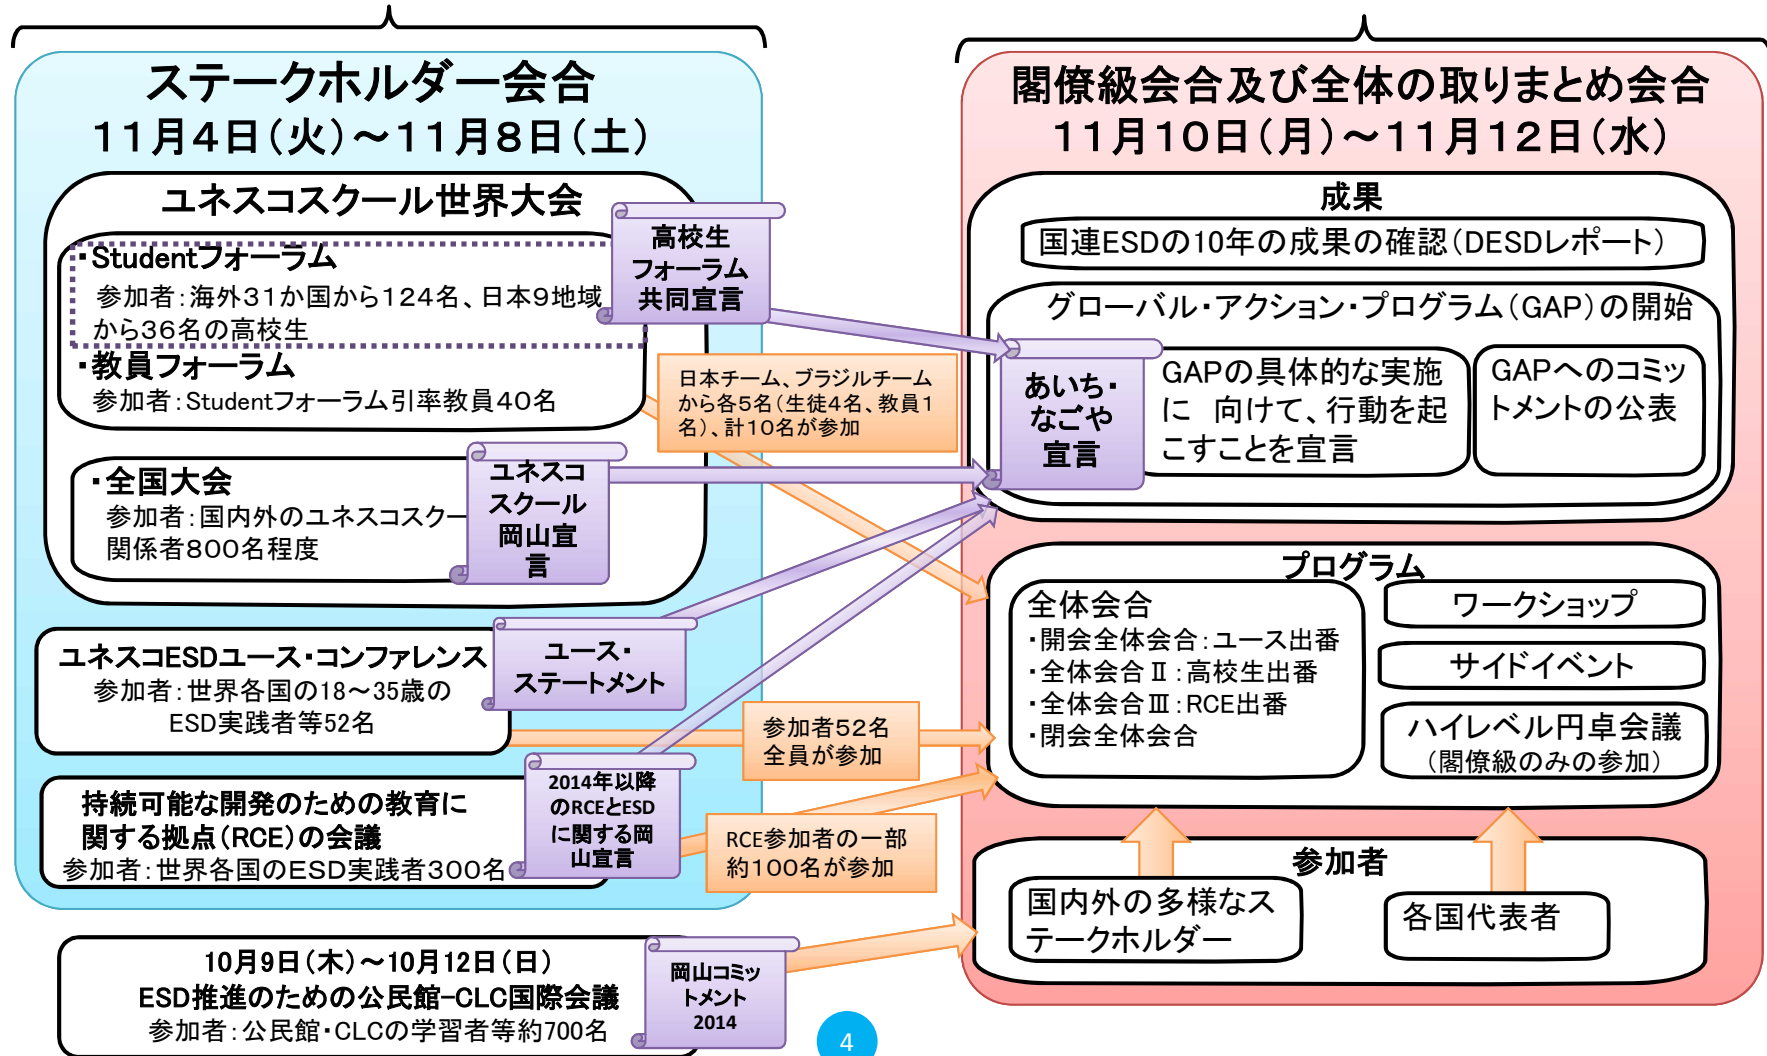 ステークホルダー会合
11月4日(火)～11月8日(土)
ユネスコスクール世界大会
・Studentフォーラム
参加者:海外31か国から124名、日本9地域
から36名の高校生
・教員フォーラム
参加者:Studentフォーラム引率教員40名
高校生
フォーラム
共同宣言
・全国大会
参加者:国内外のユネスコスクー
関係者800名程度
ユネスコ
スクール
岡山宣
言
ユネスコESDユース・コンファレンス
参加者:世界各国の18～35歳の
ESD実践者等52名
ユース・
ステートメント
持続可能な開発のための教育に
関する拠点(RCE)の会議
参加者:世界各国のESD実践者300名
2014年以降
のRCEとESD
に関する岡
山宣言
10月9日(木)～10月12日(日)
ESD推進のための公民館-CLC国際会議
参加者:公民館・CLCの学習者等約700名
岡山コミッ
トメント
2014
日本チーム、ブラジルチーム
から各5名(生徒4名、教員1
名)、計10名が参加
参加者52名
全員が参加
RCE参加者の一部
約100名が参加
閣僚級会合及び全体の取りまとめ会合
11月10日(月)～11月12日(水)
成果
国連ESDの10年の成果の確認(DESDレポート)
グローバル・アクション・プログラム(GAP)の開始
あいち・
なごや
宣言
GAPの具体的な実施
に 向けて、行動を起
こすことを宣言
GAPへのコミッ
トメントの公表
プログラム
全体会合
・開会全体会合:ユース出番
・全体会合Ⅱ:高校生出番
・全体会合Ⅲ:RCE出番
・閉会全体会合
ワークショップ
サイドイベント
ハイレベル円卓会議
(閣僚級のみの参加)
参加者
国内外の多様なス
テークホルダー
各国代表者
4